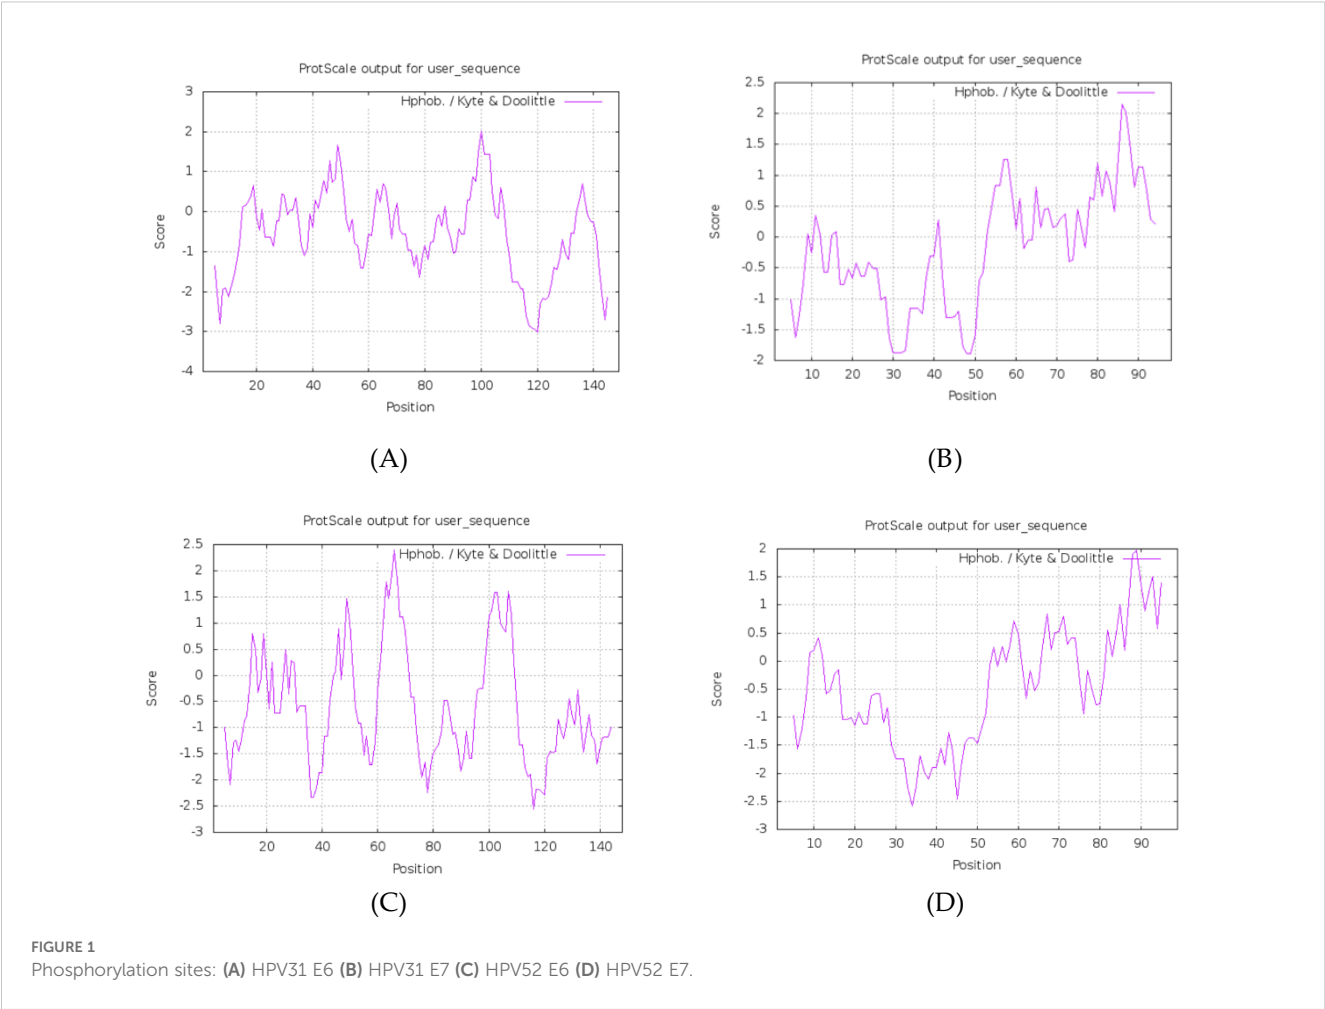 ProtScale output for user_sequence
Hphob. / Kyte & Doolittle
3
2
1
0
-1
-2
-3
-4
Score
20 40 60 80 100 120 140
Position
(A)
ProtScale output for user_sequence
Hphob. / Kyte & Doolittle
2.5
2
1.5
1
0.5
0
-0.5
-1
-1.5
-2
Score
10 20 30 40 50 60 70 80 90
Position
(B)
ProtScale output for user_sequence
Hphob. / Kyte & Doolittle
2.5
2
1.5
1
0.5
0
-0.5
-1
-1.5
-2
-2.5
-3
Score
20 40 60 80 100 120 140
Position
(C)
ProtScale output for user_sequence
Hphob. / Kyte & Doolittle
2
1.5
1
0.5
0
-0.5
-1
-1.5
-2
-2.5
-3
Score
10 20 30 40 50 60 70 80 90
Position
(D)
FIGURE 1
Phosphorylation sites: (A) HPV31 E6 (B) HPV31 E7 (C) HPV52 E6 (D) HPV52 E7.